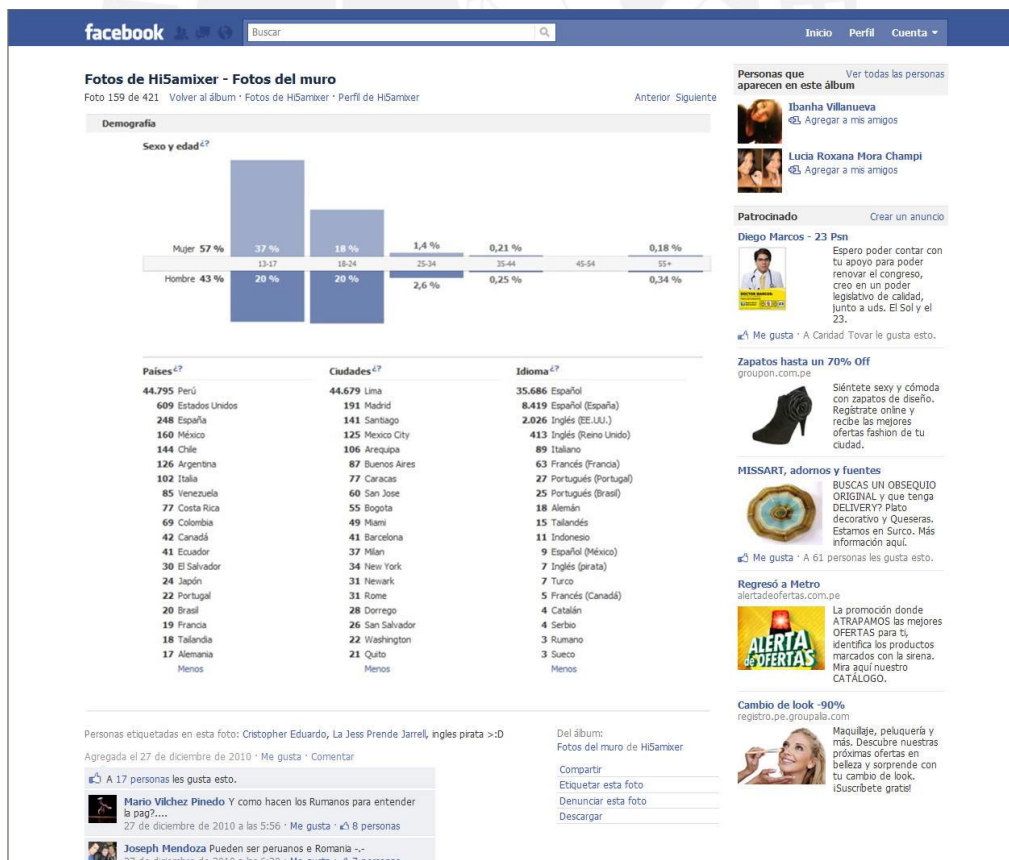 facebook
Buscar
Inicio Perfil Cuenta
Fotos de Hi5amixer - Fotos del muro
Foto 159 de 421 Volver al álbum · Fotos de Hi5amixer · Perfil de Hi5amixer
Anterior Siguiente
Demografía
Sexo y edad¿?
Mujer 57 % 37 % 18 % 1,4 % 0,21 % 0,18 %
13-17 18-24 25-34 35-44 45-54 55+
Hombre 43 % 20 % 20 % 2,6 % 0,25 % 0,34 %
Países¿?
44.795 Perú
609 Estados Unidos
248 España
160 México
144 Chile
126 Argentina
102 Italia
85 Venezuela
77 Costa Rica
69 Colombia
42 Canadá
41 Ecuador
30 El Salvador
24 Japón
22 Portugal
20 Brasil
19 Francia
18 Tailandia
17 Alemania
Menos
Ciudades¿?
44.679 Lima
191 Madrid
141 Santiago
125 Mexico City
106 Arequipa
87 Buenos Aires
77 Caracas
60 San Jose
55 Bogota
49 Miami
41 Barcelona
37 Milan
34 New York
31 Newark
31 Rome
28 Dorrego
26 San Salvador
22 Washington
21 Quito
Menos
Idioma¿?
35.686 Español
8.419 Español (España)
2.026 Inglés (EE.UU.)
413 Inglés (Reino Unido)
89 Italiano
63 Francés (Francia)
27 Portugués (Portugal)
25 Portugués (Brasil)
18 Alemán
15 Tailandés
11 Indonesio
9 Español (México)
7 Inglés (pirata)
7 Turco
5 Francés (Canadá)
4 Catalán
4 Serbio
3 Rumano
3 Sueco
Menos
Personas etiquetadas en esta foto: Cristopher Eduardo, La Jess Prende Jarrell, ingles pirata >:D
Agregada el 27 de diciembre de 2010 · Me gusta · Comentar
A 17 personas les gusta esto.
Mario Vilchez Pinedo Y como hacen los Rumanos para entender
la pag?....
27 de diciembre de 2010 a las 5:56 · Me gusta · 8 personas
Joseph Mendoza Pueden ser peruanos e Romania -.-
Del álbum:
Fotos del muro de Hi5amixer
Compartir
Etiquetar esta foto
Denunciar esta foto
Descargar
Personas que
aparecen en este álbum
Ver todas las personas
Ibanha Villanueva
Agregar a mis amigos
Lucia Roxana Mora Champi
Agregar a mis amigos
Patrocinado Crear un anuncio
Diego Marcos - 23 Psn
DOCTOR MARCOS
Espero poder contar con
tu apoyo para poder
renovar el congreso,
creo en un poder
legislativo de calidad,
junto a uds. El Sol y el
23.
Me gusta · A Caridad Tovar le gusta esto.
Zapatos hasta un 70% Off
groupon.com.pe
Siéntete sexy y cómoda
con zapatos de diseño.
Regístrate online y
recibe las mejores
ofertas fashion de tu
ciudad.
MISSART, adornos y fuentes
BUSCAS UN OBSEQUIO
ORIGINAL y que tenga
DELIVERY? Plato
decorativo y Queseras.
Estamos en Surco. Más
información aquí.
Me gusta · A 61 personas les gusta esto.
Regresó a Metro
alertadeofertas.com.pe
ALERTA
de OFERTAS
La promoción donde
ATRAPAMOS las mejores
OFERTAS para ti,
identifica los productos
marcados con la sirena.
Mira aquí nuestro
CATÁLOGO.
Cambio de look -90%
registro.pe.groupalia.com
Maquillaje, peluquería y
más. Descubre nuestras
próximas ofertas en
belleza y sorprende con
tu cambio de look.
¡Suscríbete gratis!